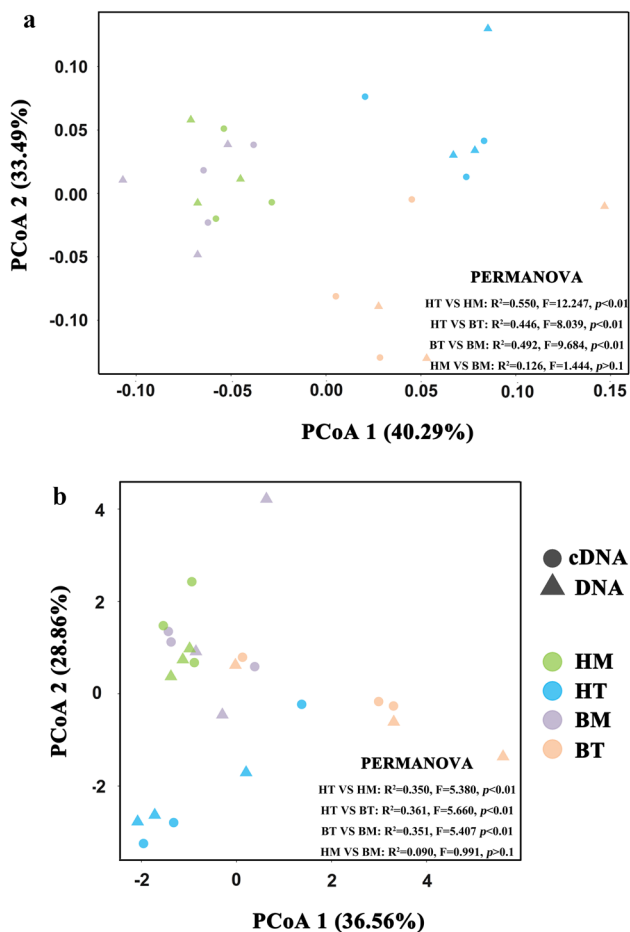 a
0.10
0.05
0.00
-0.05
-0.10
PCoA 2 (33.49%)
PERMANOVA
HT VS HM: R²=0.550, F=12.247, p<0.01
HT VS BT: R²=0.446, F=8.039, p<0.01
BT VS BM: R²=0.492, F=9.684, p<0.01
HM VS BM: R²=0.126, F=1.444, p>0.1
-0.10 -0.05 0.00 0.05 0.10 0.15
PCoA 1 (40.29%)
b
4
2
0
-2
PCoA 2 (28.86%)
PERMANOVA
HT VS HM: R²=0.350, F=5.380, p<0.01
HT VS BT: R²=0.361, F=5.660, p<0.01
BT VS BM: R²=0.351, F=5.407 p<0.01
HM VS BM: R²=0.090, F=0.991, p>0.1
-2 0 2 4
PCoA 1 (36.56%)
cDNA
DNA
HM
HT
BM
BT